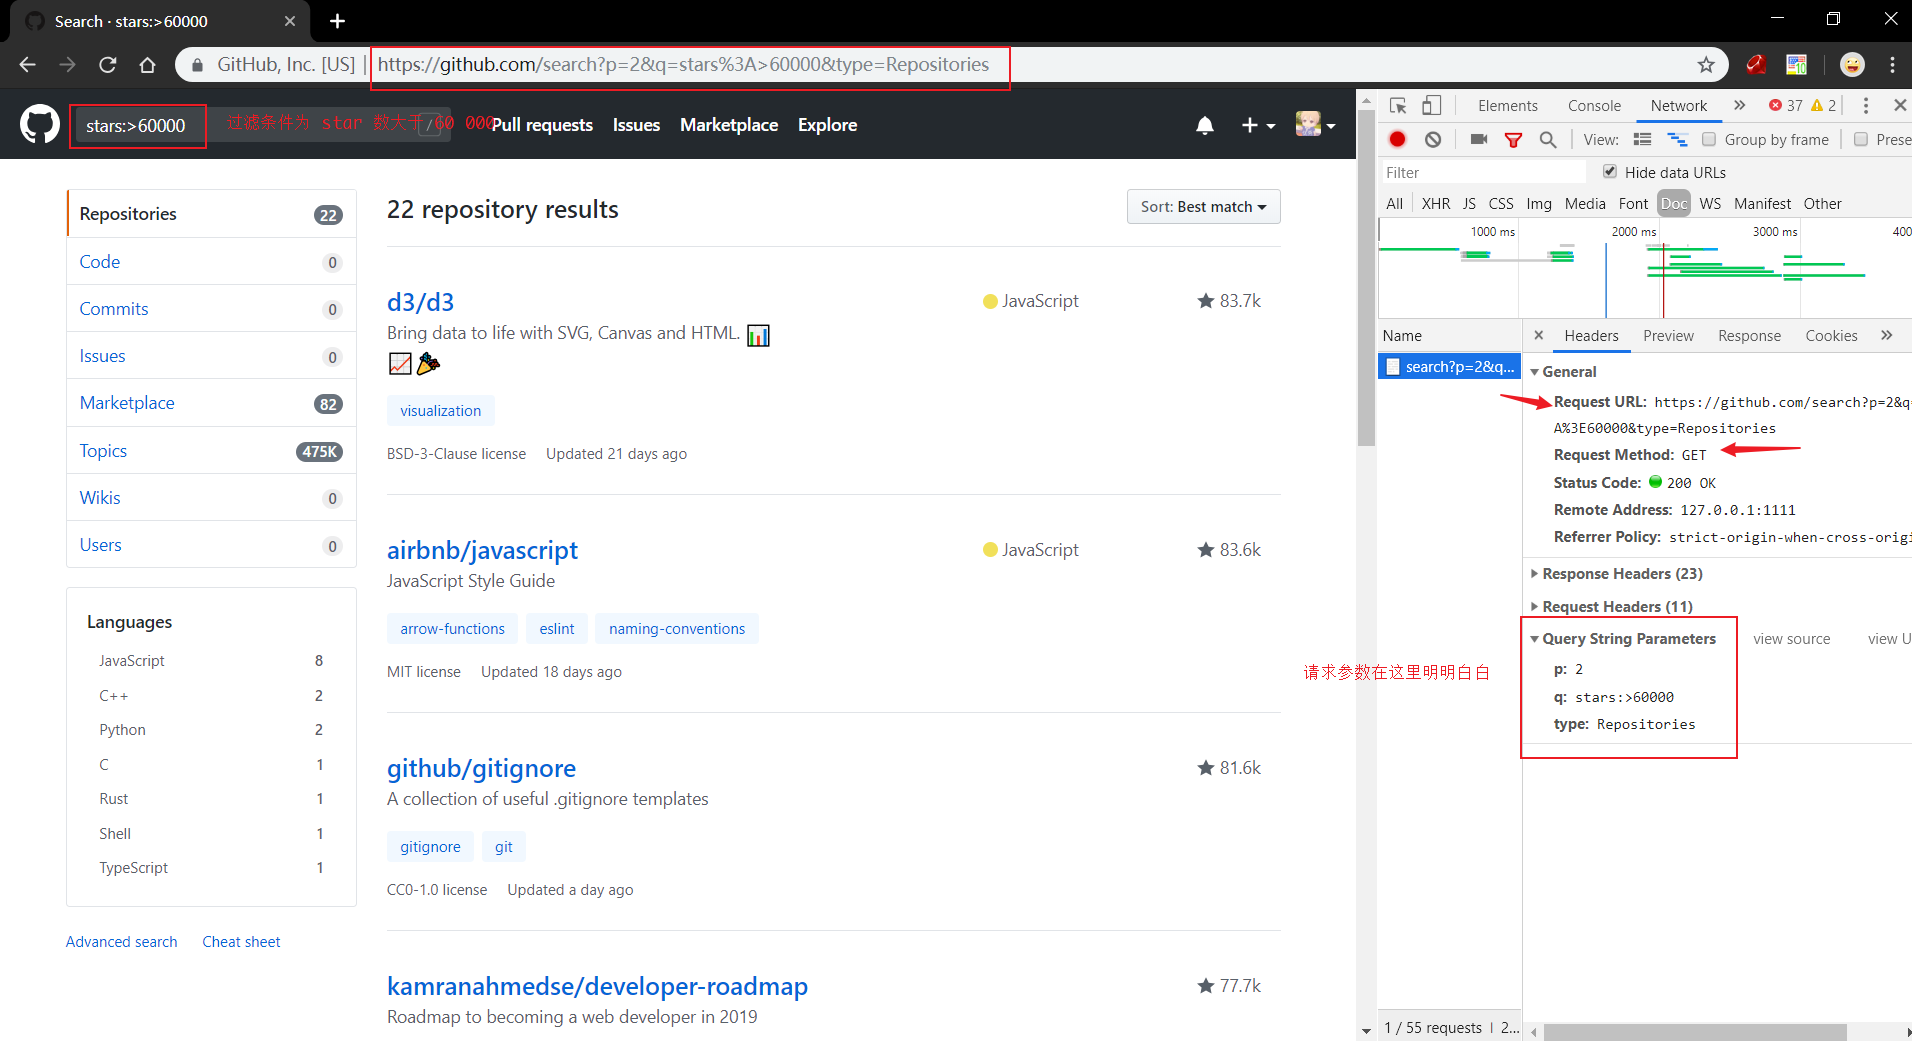 Search · stars:>60000
GitHub, Inc. [US] | https://github.com/search?p=2&q=stars%3A>60000&type=Repositories
stars:>60000
过滤条件为 star 数大于 60 000
/
Pull requests Issues Marketplace Explore
Repositories 22
Code 0
Commits 0
Issues 0
Marketplace 82
Topics 475K
Wikis 0
Users 0
Languages
JavaScript 8
C++ 2
Python 2
C 1
Rust 1
Shell 1
TypeScript 1
Advanced search Cheat sheet
22 repository results
Sort: Best match
d3/d3
JavaScript
83.7k
Bring data to life with SVG, Canvas and HTML. 📊
📈🎉
visualization
BSD-3-Clause license Updated 21 days ago
airbnb/javascript
JavaScript
83.6k
JavaScript Style Guide
arrow-functions eslint naming-conventions
MIT license Updated 18 days ago
github/gitignore
81.6k
A collection of useful .gitignore templates
gitignore git
CC0-1.0 license Updated a day ago
kamranahmedse/developer-roadmap
77.7k
Roadmap to becoming a web developer in 2019
请求参数在这里明明白白
Elements Console Network » 37 2
View: Group by frame Prese
Filter Hide data URLs
All XHR JS CSS Img Media Font Doc WS Manifest Other
1000 ms 2000 ms 3000 ms 400
Name
search?p=2&q...
1 / 55 requests | 2...
Headers Preview Response Cookies »
General
Request URL: https://github.com/search?p=2&q=
A%3E60000&type=Repositories
Request Method: GET
Status Code: 200 OK
Remote Address: 127.0.0.1:1111
Referrer Policy: strict-origin-when-cross-origi
Response Headers (23)
Request Headers (11)
Query String Parameters view source view U
p: 2
q: stars:>60000
type: Repositories